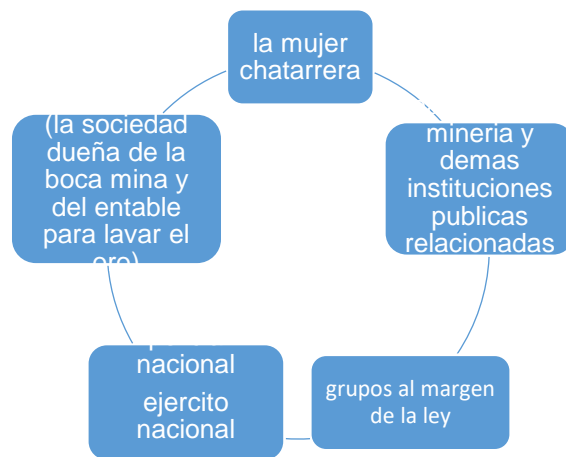 la mujer
chatarrera
mineria y
demas
instituciones
publicas
relacionadas
grupos al margen
de la ley
nacional
ejercito
nacional
(la sociedad
dueña de la
boca mina y
del entable
para lavar el
oro)